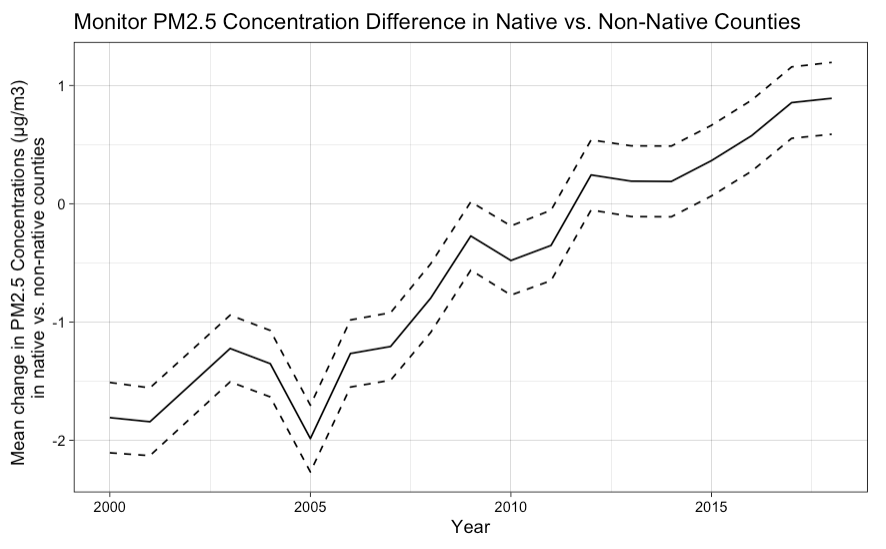 Monitor PM2.5 Concentration Difference in Native vs. Non-Native Counties
Mean change in PM2.5 Concentrations (μg/m3)
in native vs. non-native counties
1
0
-1
-2
2000 2005 2010 2015
Year